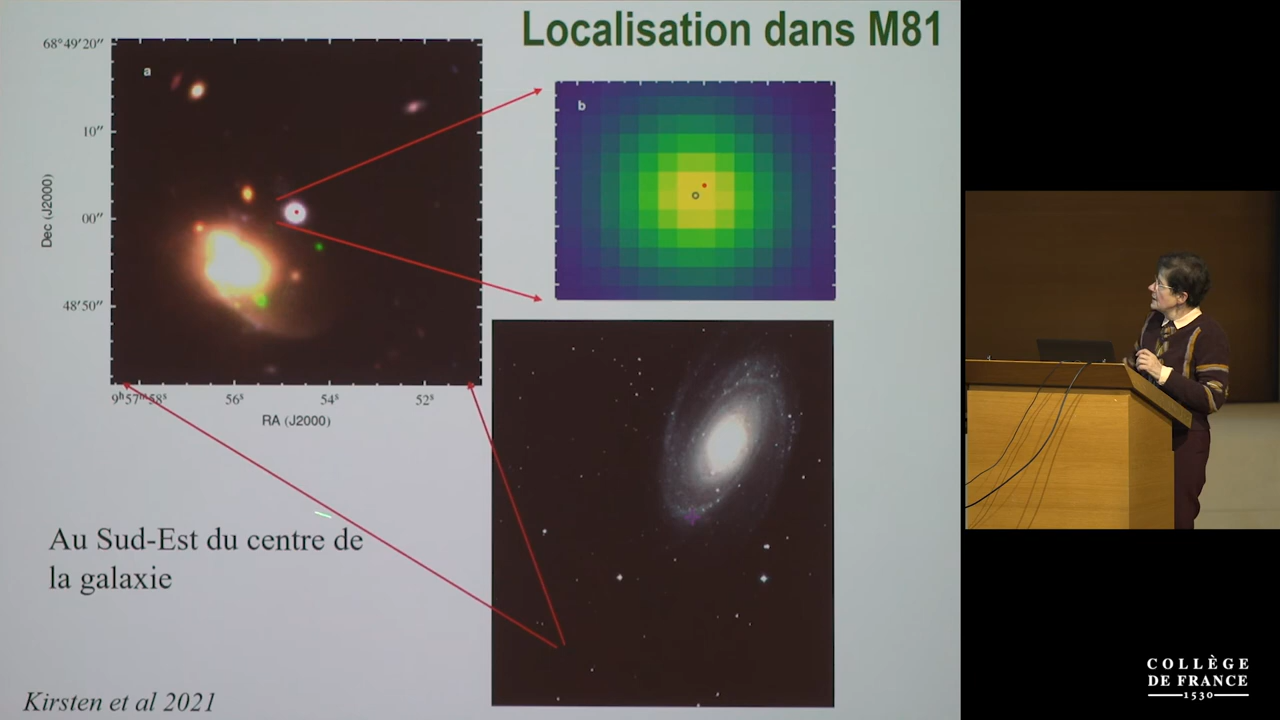 Localisation dans M81
68°49′20″
a
10″
Dec (J2000)
00″
48′50″
9ʰ57ᵐ58ˢ
56ˢ
54ˢ
52ˢ
RA (J2000)
b
Au Sud-Est du centre de
la galaxie
Kirsten et al 2021
COLLÈGE
DE FRANCE
1530